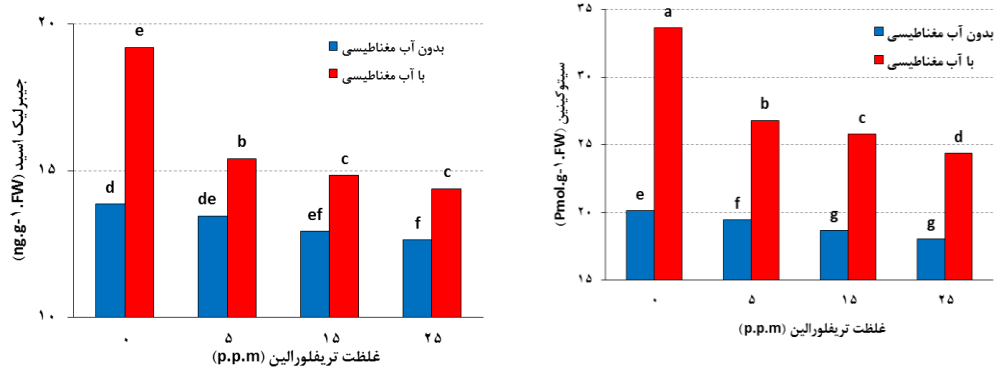 ۲۰
۱۵
۱۰
جیبرلیک اسید (ng.g-۱.FW)
بدون آب مغناطیسی
با آب مغناطیسی
e
d
b
de
c
ef
c
f
۰ ۵ ۱۵ ۲۵
غلظت تریفلورالین (p.p.m)
۳۵
۳۰
۲۵
۲۰
۱۵
سیتوکینین (Pmol.g-۱.FW)
بدون آب مغناطیسی
با آب مغناطیسی
a
e
b
f
c
g
d
g
۰ ۵ ۱۵ ۲۵
غلظت تریفلورالین (p.p.m)